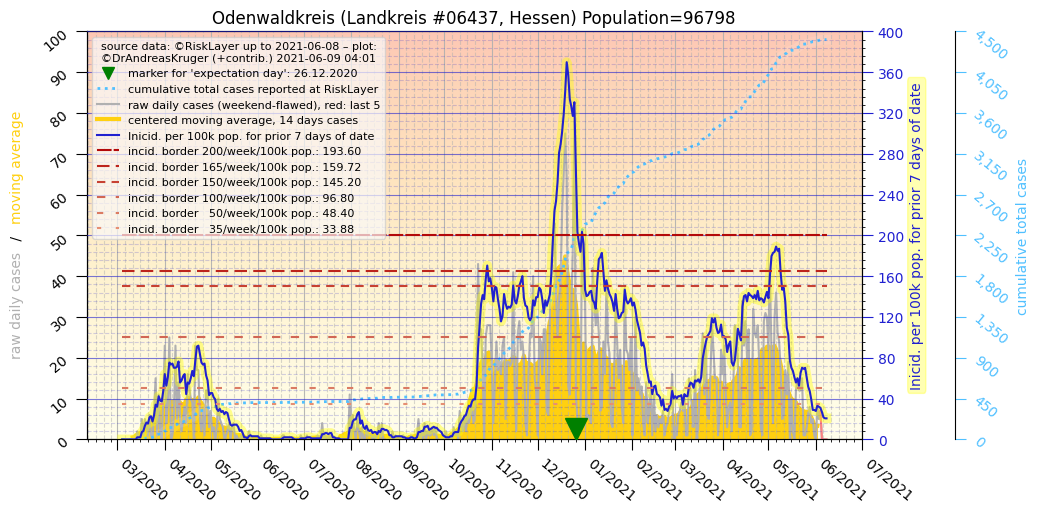 Odenwaldkreis (Landkreis #06437, Hessen) Population=96798
source data: ©RiskLayer up to 2021-06-08 – plot:
©DrAndreasKruger (+contrib.) 2021-06-09 04:01
marker for 'expectation day': 26.12.2020
cumulative total cases reported at RiskLayer
raw daily cases (weekend-flawed), red: last 5
centered moving average, 14 days cases
Inicid. per 100k pop. for prior 7 days of date
incid. border 200/week/100k pop.: 193.60
incid. border 165/week/100k pop.: 159.72
incid. border 150/week/100k pop.: 145.20
incid. border 100/week/100k pop.: 96.80
incid. border   50/week/100k pop.: 48.40
incid. border   35/week/100k pop.: 33.88
raw daily cases / moving average
100
90
80
70
60
50
40
30
20
10
0
03/2020
04/2020
05/2020
06/2020
07/2020
08/2020
09/2020
10/2020
11/2020
12/2020
01/2021
02/2021
03/2021
04/2021
05/2021
06/2021
07/2021
400
360
320
280
240
200
160
120
80
40
0
Inicid. per 100k pop. for prior 7 days of date
4,500
4,050
3,600
3,150
2,700
2,250
1,800
1,350
900
450
0
cumulative total cases